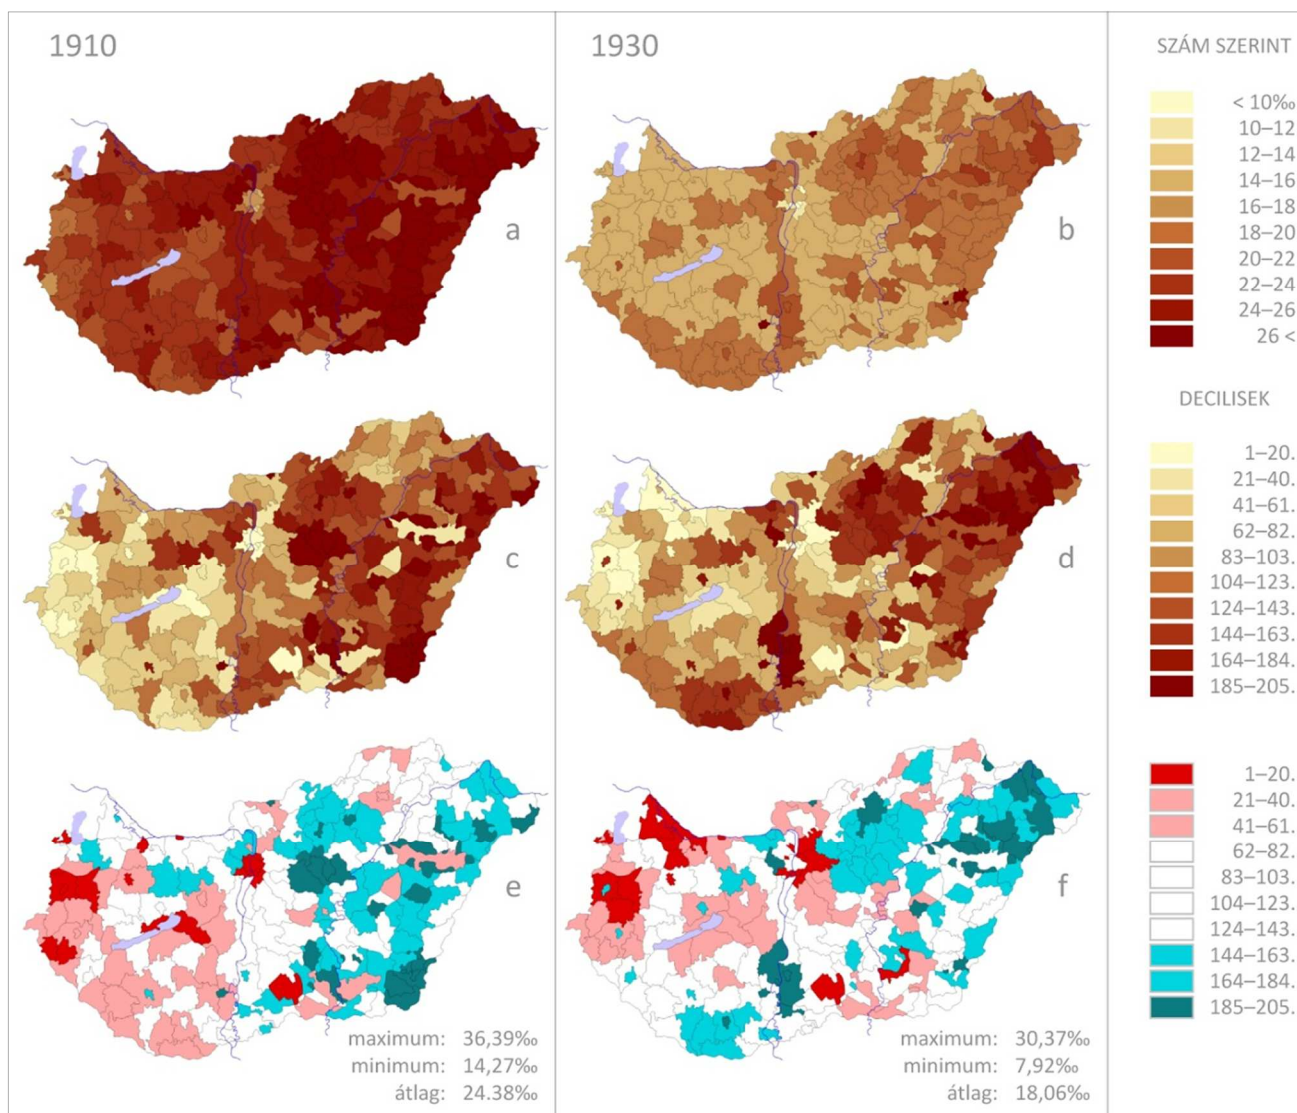 1910
a
c
e
maximum: 36,39‰
minimum: 14,27‰
átlag: 24.38‰
1930
b
d
f
maximum: 30,37‰
minimum: 7,92‰
átlag: 18,06‰
SZÁM SZERINT
< 10‰
10–12
12–14
14–16
16–18
18–20
20–22
22–24
24–26
26 <
DECILISEK
1–20.
21–40.
41–61.
62–82.
83–103.
104–123.
124–143.
144–163.
164–184.
185–205.
1–20.
21–40.
41–61.
62–82.
83–103.
104–123.
124–143.
144–163.
164–184.
185–205.